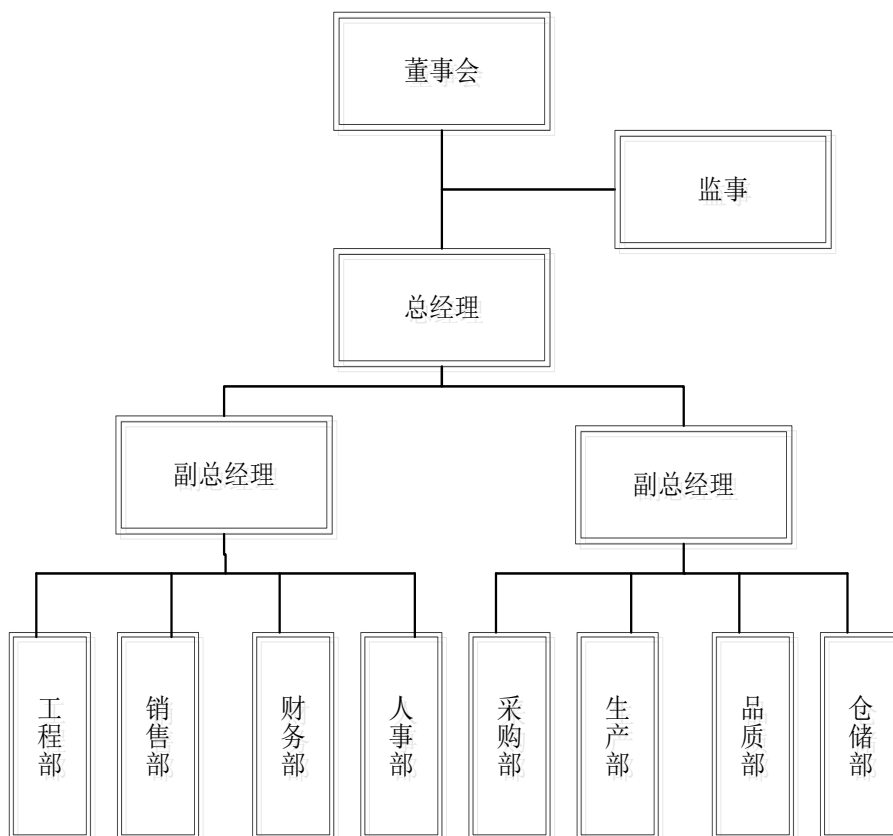 董事会
监事
总经理
副总经理
副总经理
工程部
销售部
财务部
人事部
采购部
生产部
品质部
仓储部